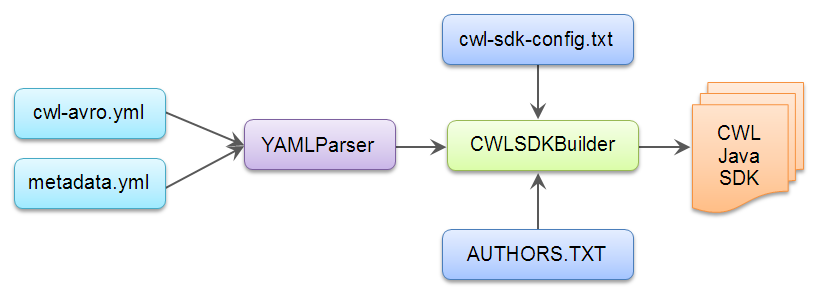 cwl-sdk-config.txt
cwl-avro.yml
metadata.yml
YAMLParser
CWLSDKBuilder
CWL
Java
SDK
AUTHORS.TXT